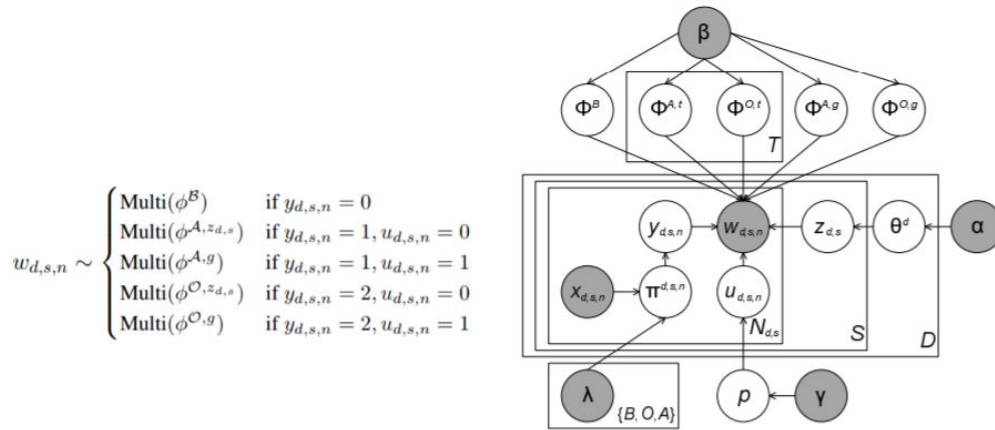 w_{d,s,n} ∼ {
Multi(ϕ^B) if y_{d,s,n} = 0
Multi(ϕ^{A,z_{d,s}}) if y_{d,s,n} = 1, u_{d,s,n} = 0
Multi(ϕ^{A,g}) if y_{d,s,n} = 1, u_{d,s,n} = 1
Multi(ϕ^{O,z_{d,s}}) if y_{d,s,n} = 2, u_{d,s,n} = 0
Multi(ϕ^{O,g}) if y_{d,s,n} = 2, u_{d,s,n} = 1
β
Φ^B Φ^{A,t} Φ^{O,t} Φ^{A,g} Φ^{O,g}
T
y_{d,s,n} w_{d,s,n} z_{d,s} θ^d α
x_{d,s,n} π^{d,s,n} u_{d,s,n}
N_{d,s} S D
λ p γ
{B, O, A}